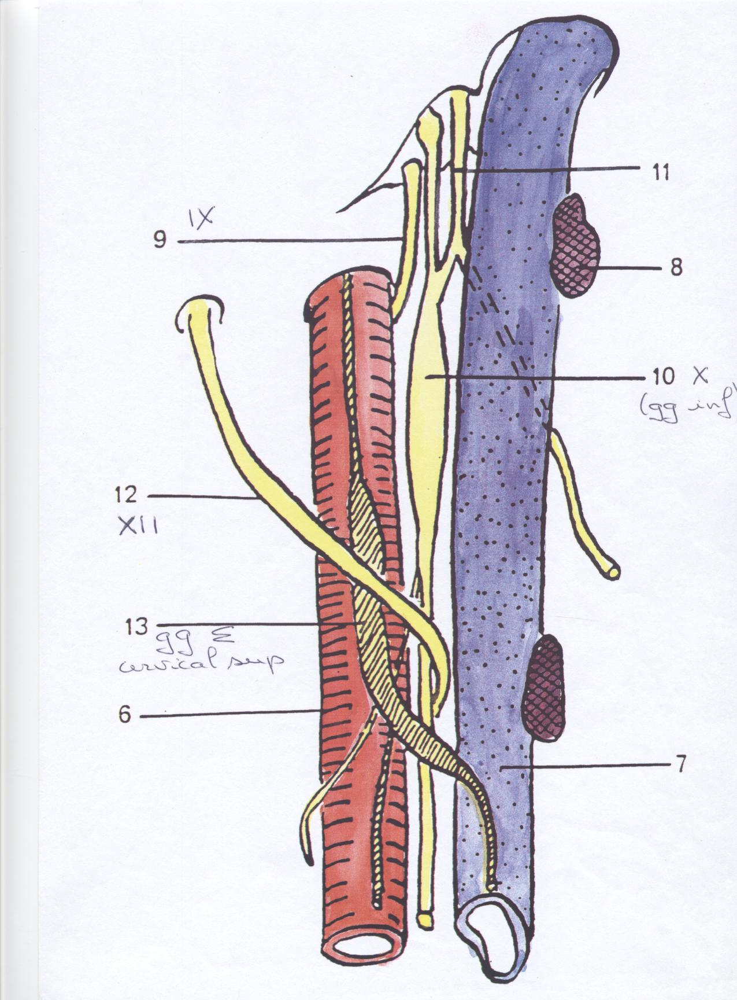 11
IX
9
8
10 X
(gg inf)
12
XII
13
gg Σ
cervical sup
6
7